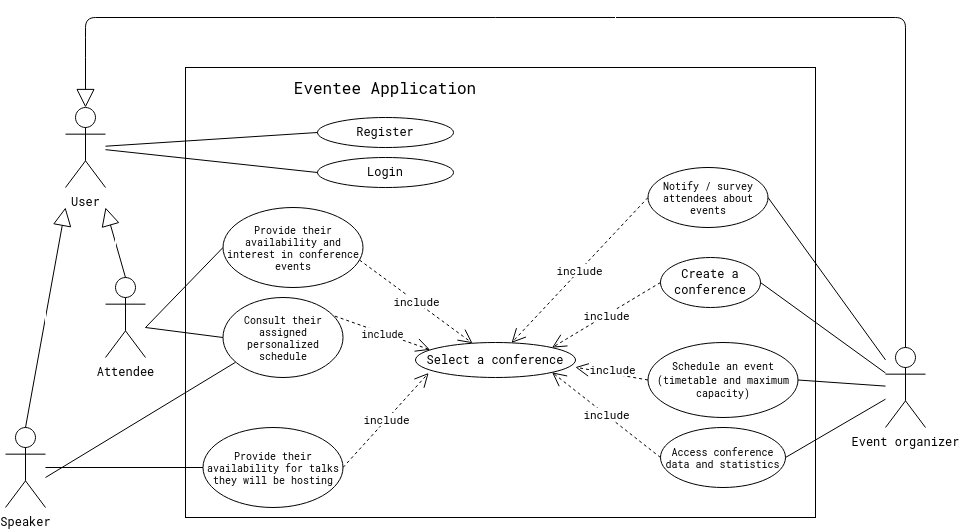 Eventee Application
Register
Login
User
Notify / survey
attendees about
events
Provide their
availability and
interest in conference
events
include
Create a
conference
include
include
Consult their
assigned
personalized
schedule
include
Select a conference
include
Schedule an event
(timetable and maximum
capacity)
Attendee
include
include
Event organizer
Provide their
availability for talks
they will be hosting
Access conference
data and statistics
Speaker